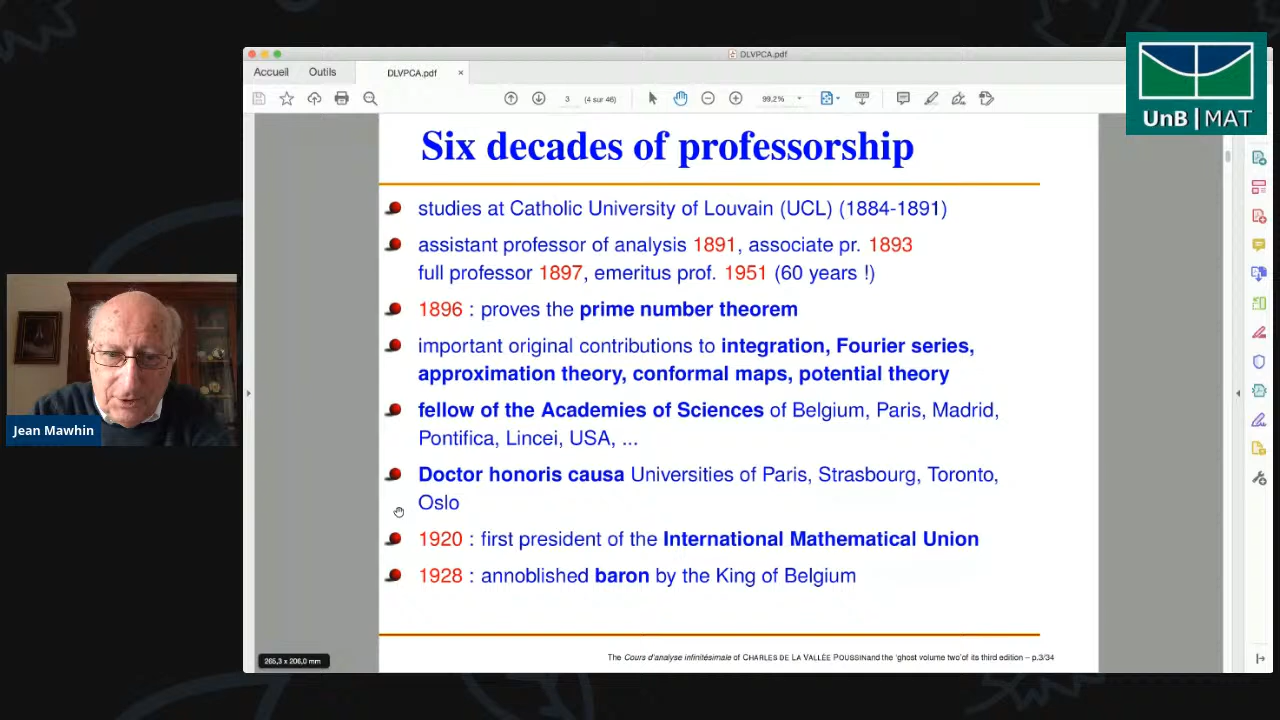 DLVPCA.pdf
Accueil
Outils
DLVPCA.pdf
×
3
(4 sur 46)
99,2%
UnB | MAT
Six decades of professorship
studies at Catholic University of Louvain (UCL) (1884-1891)
assistant professor of analysis 1891, associate pr. 1893
full professor 1897, emeritus prof. 1951 (60 years !)
1896 : proves the prime number theorem
important original contributions to integration, Fourier series,
approximation theory, conformal maps, potential theory
fellow of the Academies of Sciences of Belgium, Paris, Madrid,
Pontifica, Lincei, USA, ...
Doctor honoris causa Universities of Paris, Strasbourg, Toronto,
Oslo
1920 : first president of the International Mathematical Union
1928 : annoblished baron by the King of Belgium
Jean Mawhin
265,3 x 206,0 mm
The Cours d'analyse infinitésimale of CHARLES DE LA VALLÉE POUSSINand the 'ghost volume two'of its third edition – p.3/34